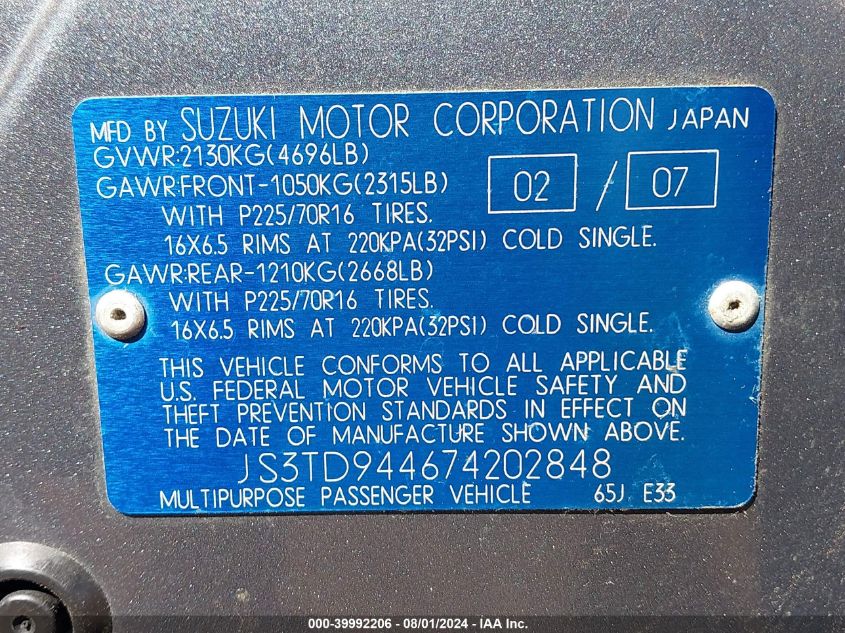 MFD BY SUZUKI MOTOR CORPORATION JAPAN
GVWR:2130KG(4696LB)
GAWR:FRONT-1050KG(2315LB) 02 / 07
WITH P225/70R16 TIRES.
16X6.5 RIMS AT 220KPA(32PSI) COLD SINGLE.
GAWR:REAR-1210KG(2668LB)
WITH P225/70R16 TIRES.
16X6.5 RIMS AT 220KPA(32PSI) COLD SINGLE.
THIS VEHICLE CONFORMS TO ALL APPLICABLE
U.S. FEDERAL MOTOR VEHICLE SAFETY AND
THEFT PREVENTION STANDARDS IN EFFECT ON
THE DATE OF MANUFACTURE SHOWN ABOVE.
JS3TD944674202848
MULTIPURPOSE PASSENGER VEHICLE 65J E33
000-39992206 - 08/01/2024 - IAA Inc.